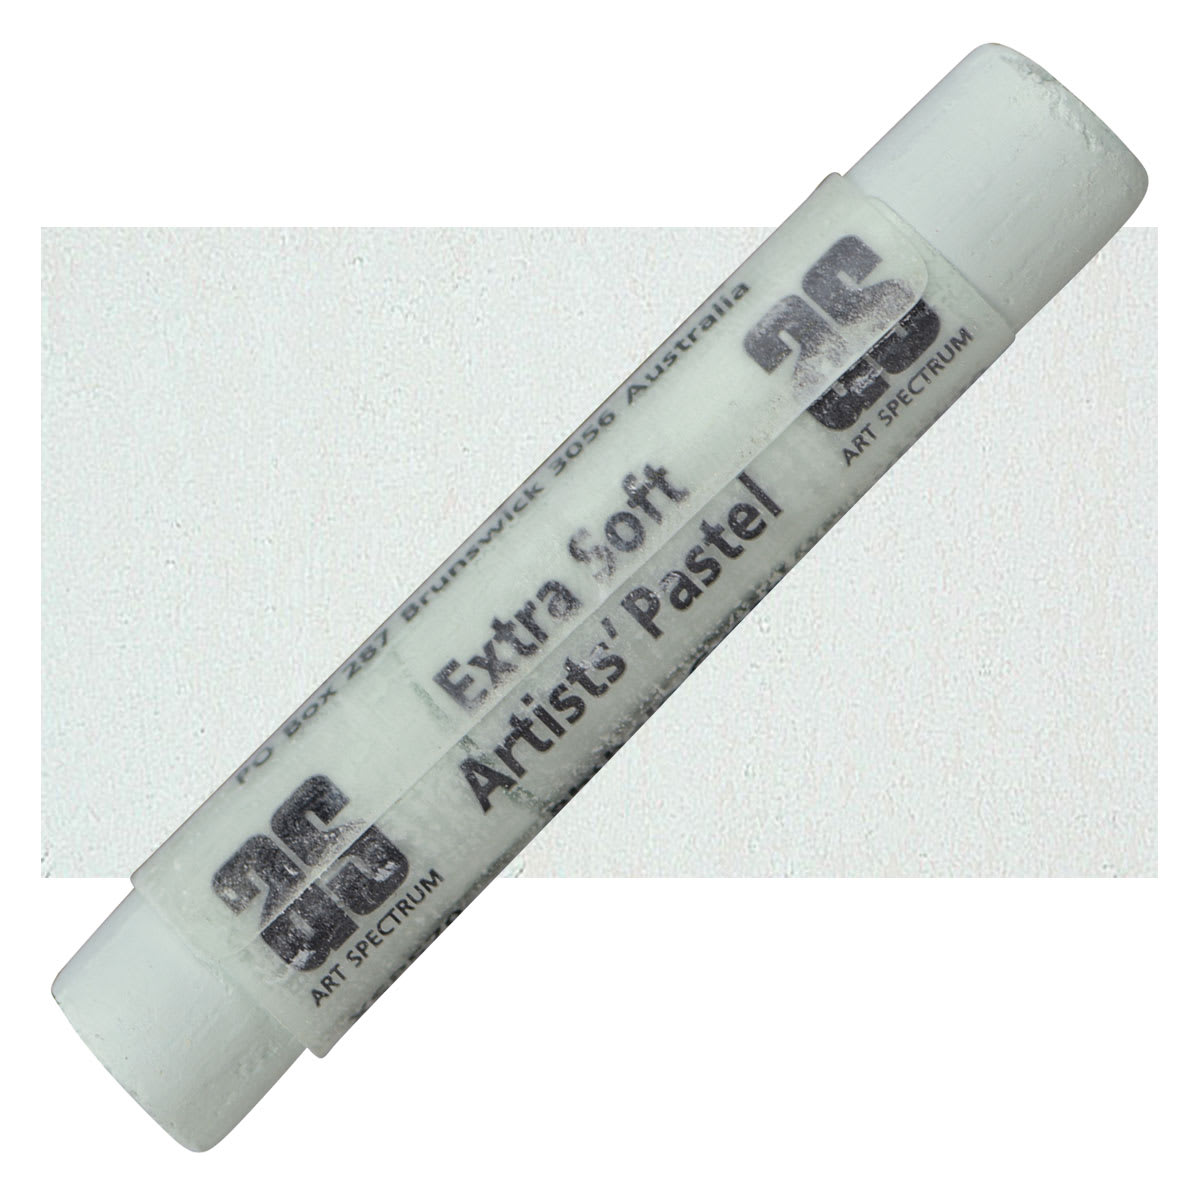 PO BOX 287 Brunswick 3056 Australia
as
ART SPECTRUM
Extra Soft
Artists' Pastel
as
ART SPECTRUM